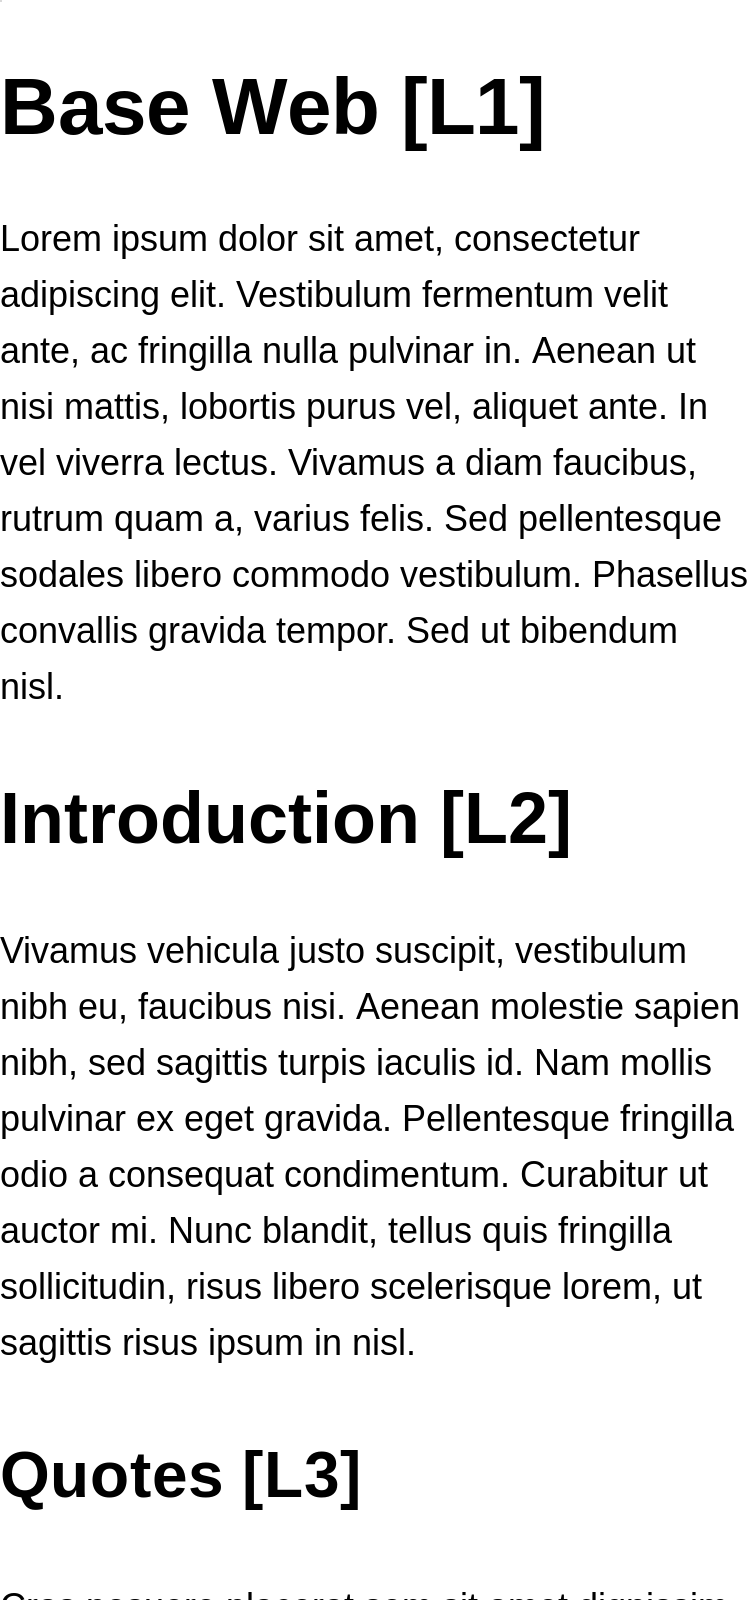 Base Web [L1]
Lorem ipsum dolor sit amet, consectetur
adipiscing elit. Vestibulum fermentum velit
ante, ac fringilla nulla pulvinar in. Aenean ut
nisi mattis, lobortis purus vel, aliquet ante. In
vel viverra lectus. Vivamus a diam faucibus,
rutrum quam a, varius felis. Sed pellentesque
sodales libero commodo vestibulum. Phasellus
convallis gravida tempor. Sed ut bibendum
nisl.
Introduction [L2]
Vivamus vehicula justo suscipit, vestibulum
nibh eu, faucibus nisi. Aenean molestie sapien
nibh, sed sagittis turpis iaculis id. Nam mollis
pulvinar ex eget gravida. Pellentesque fringilla
odio a consequat condimentum. Curabitur ut
auctor mi. Nunc blandit, tellus quis fringilla
sollicitudin, risus libero scelerisque lorem, ut
sagittis risus ipsum in nisl.
Quotes [L3]